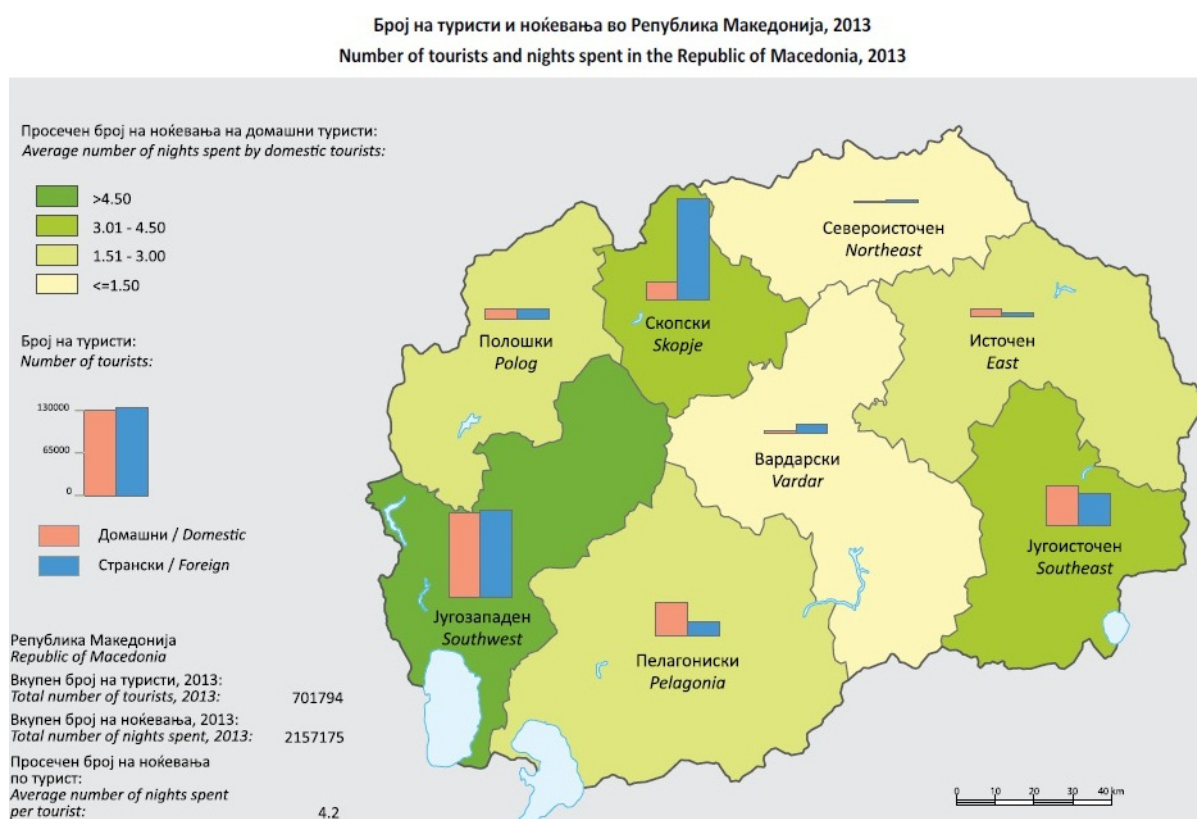 Број на туристи и ноќевања во Република Македонија, 2013
Number of tourists and nights spent in the Republic of Macedonia, 2013
Просечен број на ноќевања на домашни туристи:
Average number of nights spent by domestic tourists:
>4.50
3.01 - 4.50
1.51 - 3.00
<=1.50
Број на туристи:
Number of tourists:
130000
65000
0
Домашни / Domestic
Странски / Foreign
Република Македонија
Republic of Macedonia
Вкупен број на туристи, 2013:
Total number of tourists, 2013: 701794
Вкупен број на ноќевања, 2013:
Total number of nights spent, 2013: 2157175
Просечен број на ноќевања
по турист:
Average number of nights spent
per tourist: 4.2
Североисточен
Northeast
Скопски
Skopje
Полошки
Polog
Источен
East
Вардарски
Vardar
Југоисточен
Southeast
Југозападен
Southwest
Пелагониски
Pelagonia
0 10 20 30 40 km